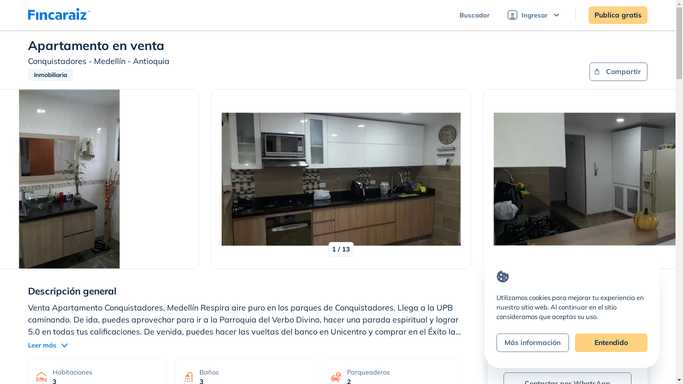 Fincaraiz
Buscador
Ingresar
Publica gratis
Apartamento en venta
Conquistadores - Medellín - Antioquia
Inmobiliaria
Compartir
1 / 13
Descripción general
Venta Apartamento Conquistadores, Medellín Respira aire puro en los parques de Conquistadores. Llega a la UPB
caminando. De ida, puedes aprovechar para ir a la Parroquia del Verbo Divino, hacer una parada espiritual y lograr
5.0 en todas tus calificaciones. De venida, puedes hacer las vueltas del banco en Unicentro y comprar en el Éxito la...
Leer más
Habitaciones
3
Baños
3
Parqueaderos
2
Utilizamos cookies para mejorar tu experiencia en
nuestro sitio web. Al continuar en el sitio
consideramos que aceptas su uso.
Más información
Entendido
Contactar por WhatsApp